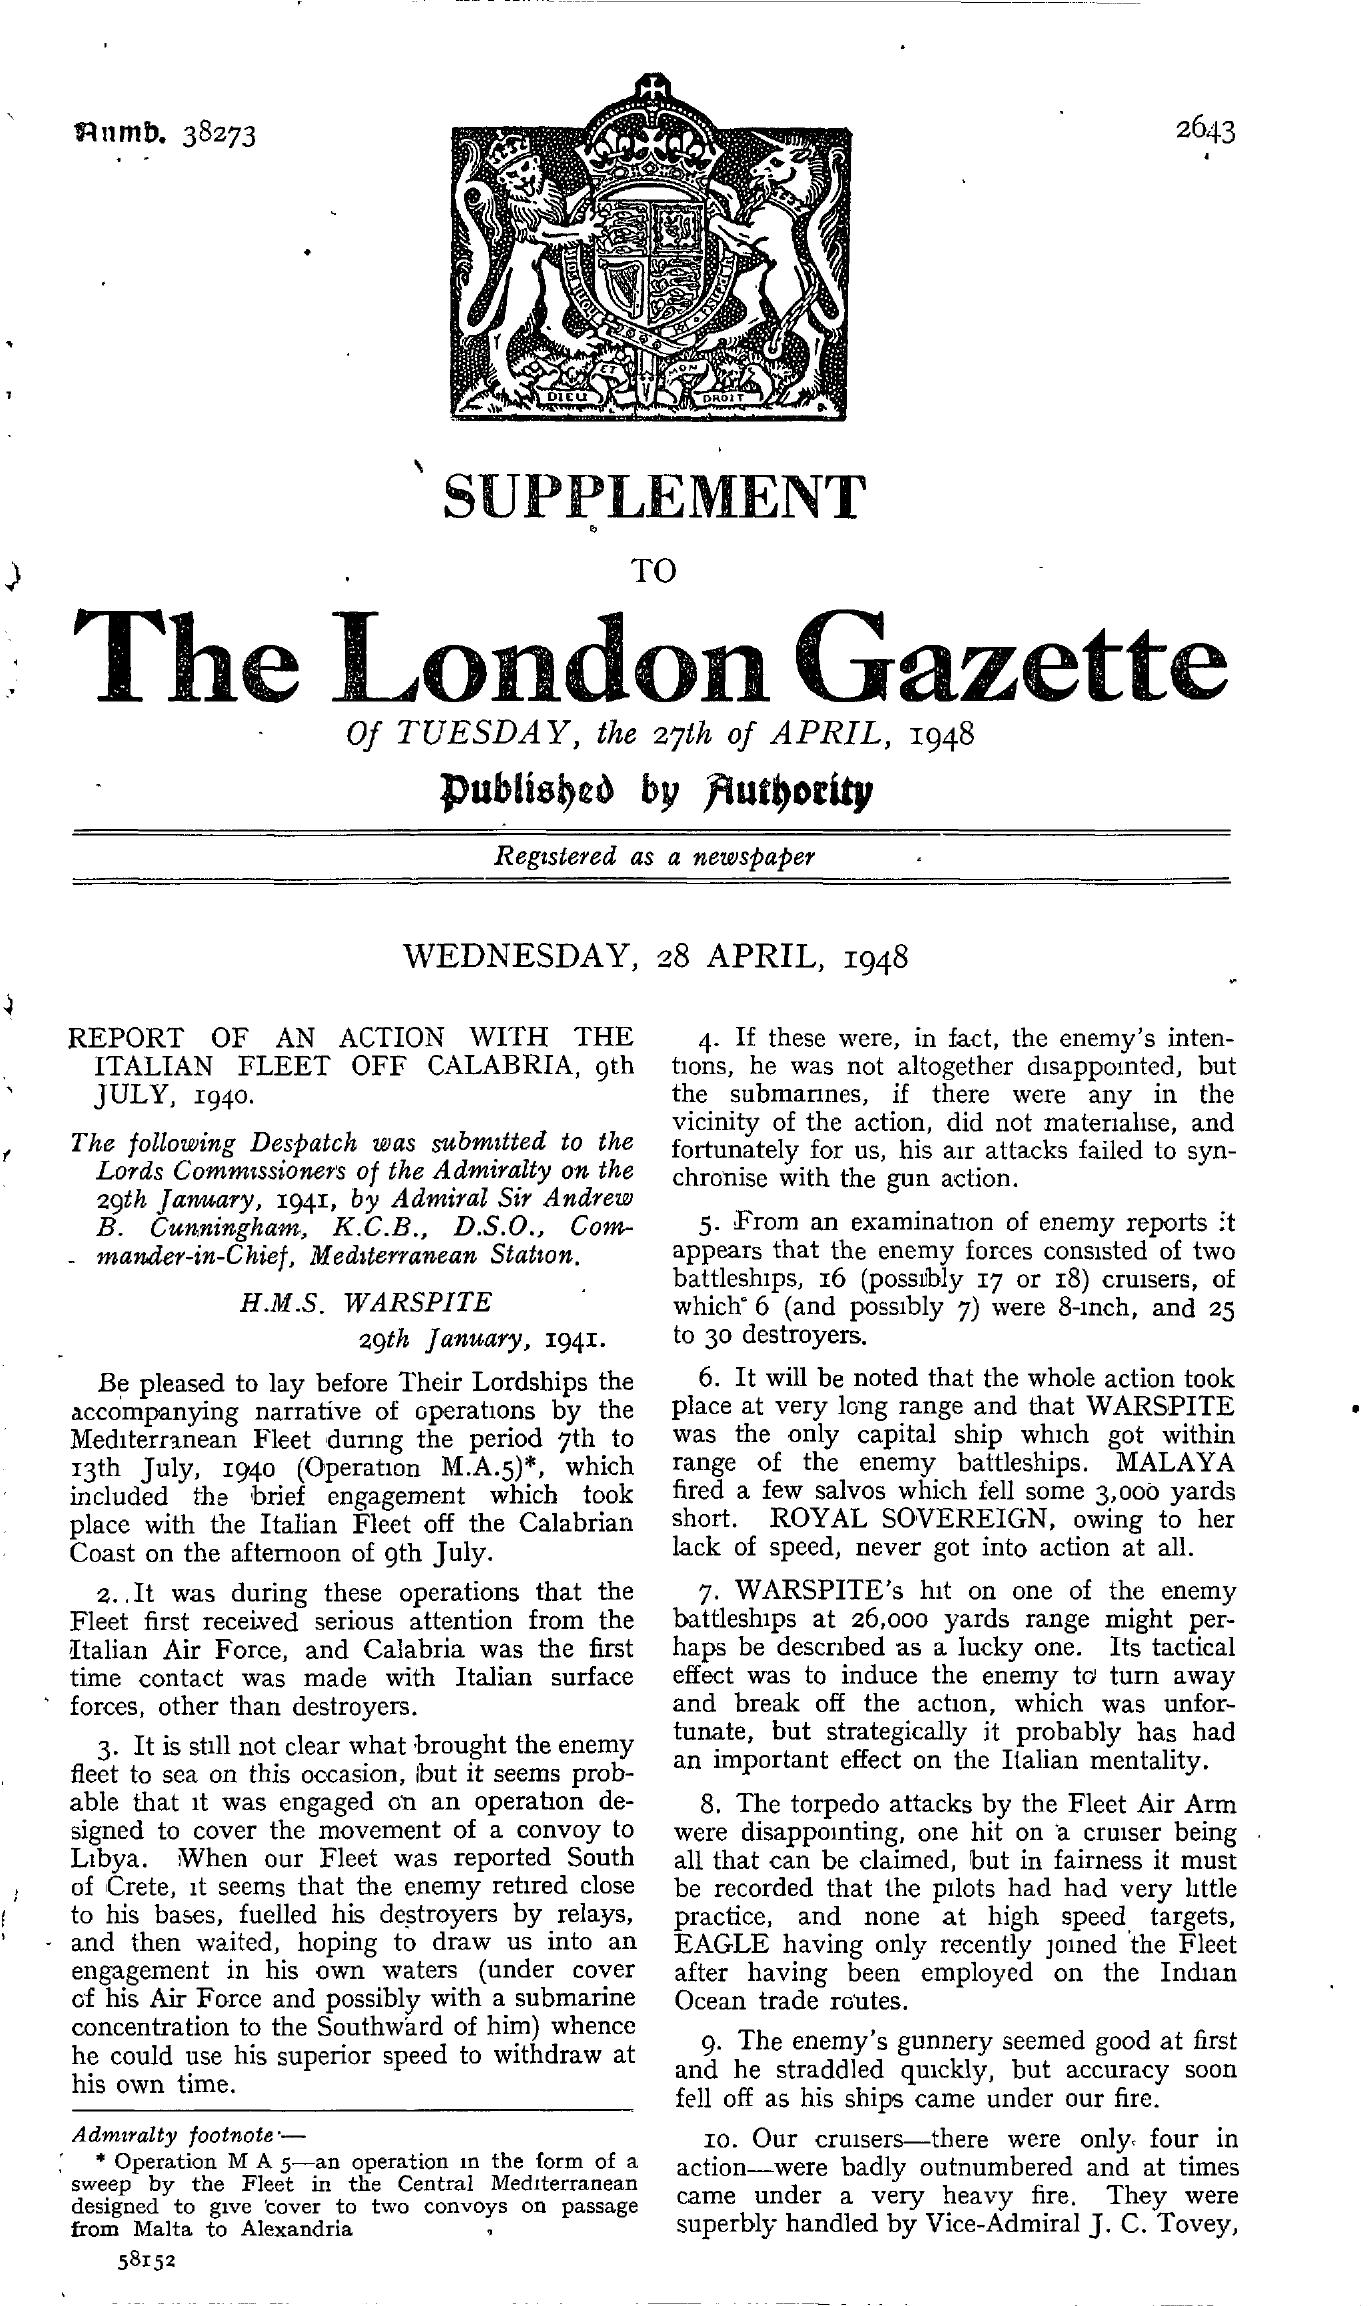 Numb. 38273
2643
DIEU ET MON DROIT
SUPPLEMENT
TO
The London Gazette
Of TUESDAY, the 27th of APRIL, 1948
Published by Authority
Registered as a newspaper
WEDNESDAY, 28 APRIL, 1948
REPORT OF AN ACTION WITH THE
ITALIAN FLEET OFF CALABRIA, 9th
JULY, 1940.
The following Despatch was submitted to the
Lords Commissioners of the Admiralty on the
29th January, 1941, by Admiral Sir Andrew
B. Cunningham, K.C.B., D.S.O., Com-
mander-in-Chief, Mediterranean Station.
H.M.S. WARSPITE
29th January, 1941.
Be pleased to lay before Their Lordships the
accompanying narrative of operations by the
Mediterranean Fleet during the period 7th to
13th July, 1940 (Operation M.A.5)*, which
included the brief engagement which took
place with the Italian Fleet off the Calabrian
Coast on the afternoon of 9th July.
2. It was during these operations that the
Fleet first received serious attention from the
Italian Air Force, and Calabria was the first
time contact was made with Italian surface
forces, other than destroyers.
3. It is still not clear what brought the enemy
fleet to sea on this occasion, but it seems prob-
able that it was engaged on an operation de-
signed to cover the movement of a convoy to
Libya. When our Fleet was reported South
of Crete, it seems that the enemy retired close
to his bases, fuelled his destroyers by relays,
and then waited, hoping to draw us into an
engagement in his own waters (under cover
of his Air Force and possibly with a submarine
concentration to the Southward of him) whence
he could use his superior speed to withdraw at
his own time.
Admiralty footnote:—
* Operation M A 5—an operation in the form of a
sweep by the Fleet in the Central Mediterranean
designed to give cover to two convoys on passage
from Malta to Alexandria
58152
4. If these were, in fact, the enemy's inten-
tions, he was not altogether disappointed, but
the submarines, if there were any in the
vicinity of the action, did not materialise, and
fortunately for us, his air attacks failed to syn-
chronise with the gun action.
5. From an examination of enemy reports it
appears that the enemy forces consisted of two
battleships, 16 (possibly 17 or 18) cruisers, of
which 6 (and possibly 7) were 8-inch, and 25
to 30 destroyers.
6. It will be noted that the whole action took
place at very long range and that WARSPITE
was the only capital ship which got within
range of the enemy battleships. MALAYA
fired a few salvos which fell some 3,000 yards
short. ROYAL SOVEREIGN, owing to her
lack of speed, never got into action at all.
7. WARSPITE's hit on one of the enemy
battleships at 26,000 yards range might per-
haps be described as a lucky one. Its tactical
effect was to induce the enemy to turn away
and break off the action, which was unfor-
tunate, but strategically it probably has had
an important effect on the Italian mentality.
8. The torpedo attacks by the Fleet Air Arm
were disappointing, one hit on a cruiser being
all that can be claimed, but in fairness it must
be recorded that the pilots had had very little
practice, and none at high speed targets,
EAGLE having only recently joined the Fleet
after having been employed on the Indian
Ocean trade routes.
9. The enemy's gunnery seemed good at first
and he straddled quickly, but accuracy soon
fell off as his ships came under our fire.
10. Our cruisers—there were only four in
action—were badly outnumbered and at times
came under a very heavy fire. They were
superbly handled by Vice-Admiral J. C. Tovey,